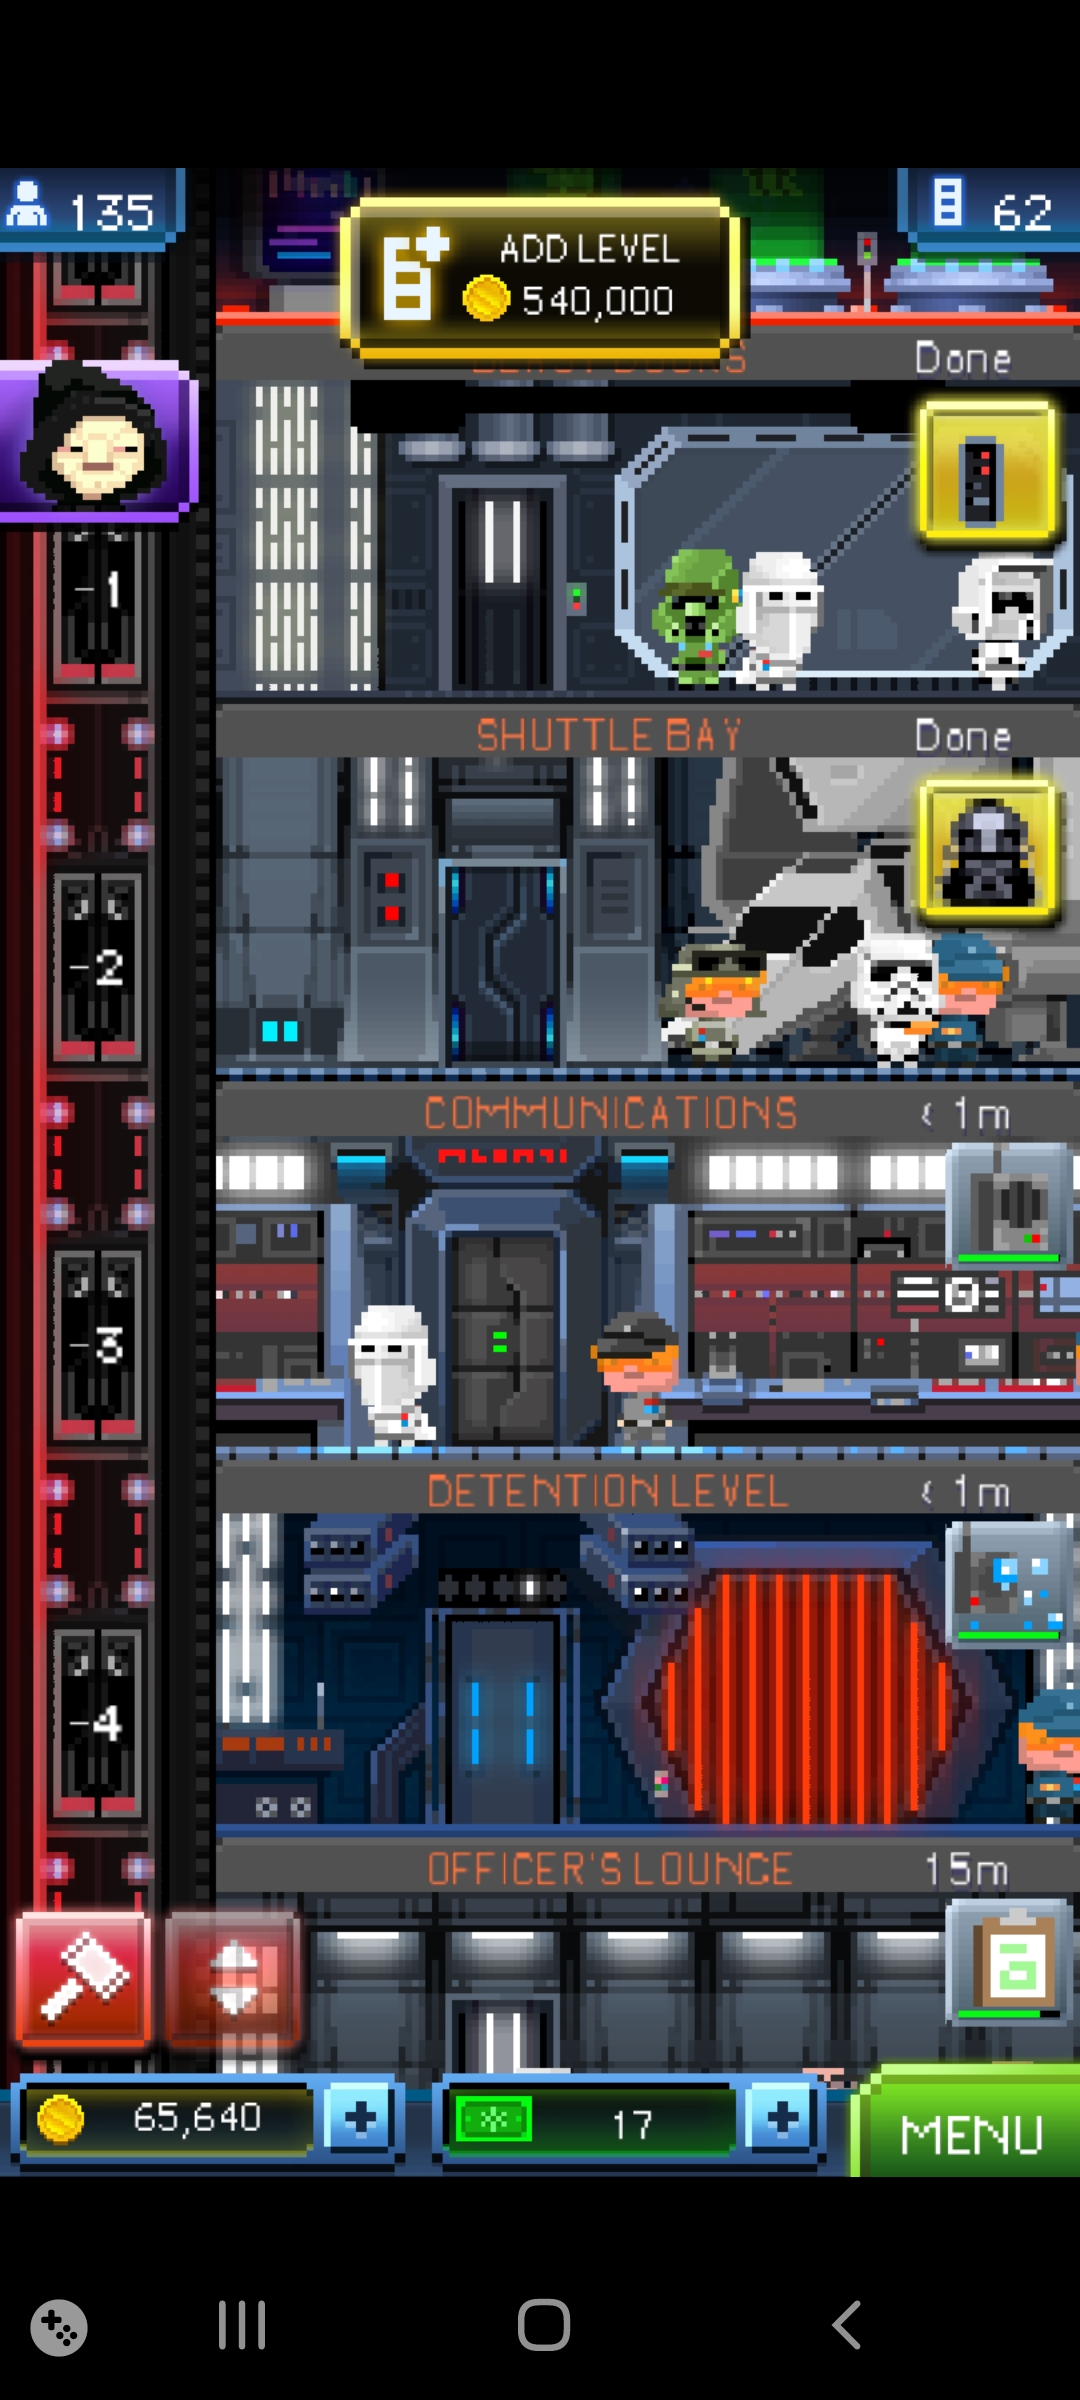 135
ADD LEVEL
540,000
62
Done
-1
SHUTTLE BAY
Done
-2
COMMUNICATIONS
< 1m
-3
DETENTION LEVEL
< 1m
-4
OFFICER'S LOUNGE
15m
a
65,640
17
MENU